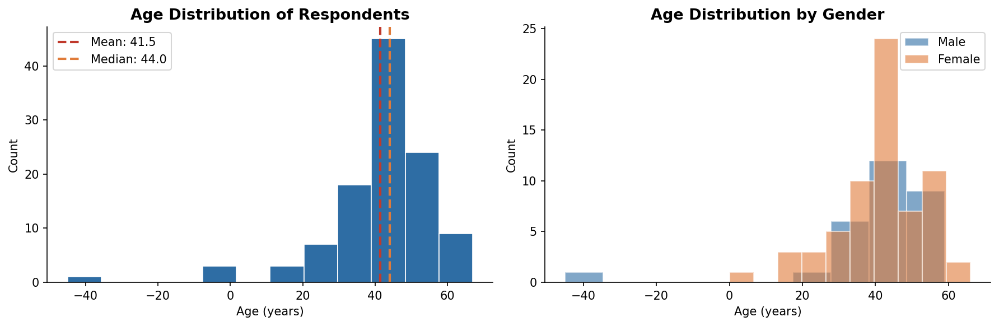 Age Distribution of Respondents
Mean: 41.5
Median: 44.0
Count
40
30
20
10
0
−40
−20
0
20
40
60
Age (years)
Age Distribution by Gender
Male
Female
Count
25
20
15
10
5
0
−40
−20
0
20
40
60
Age (years)